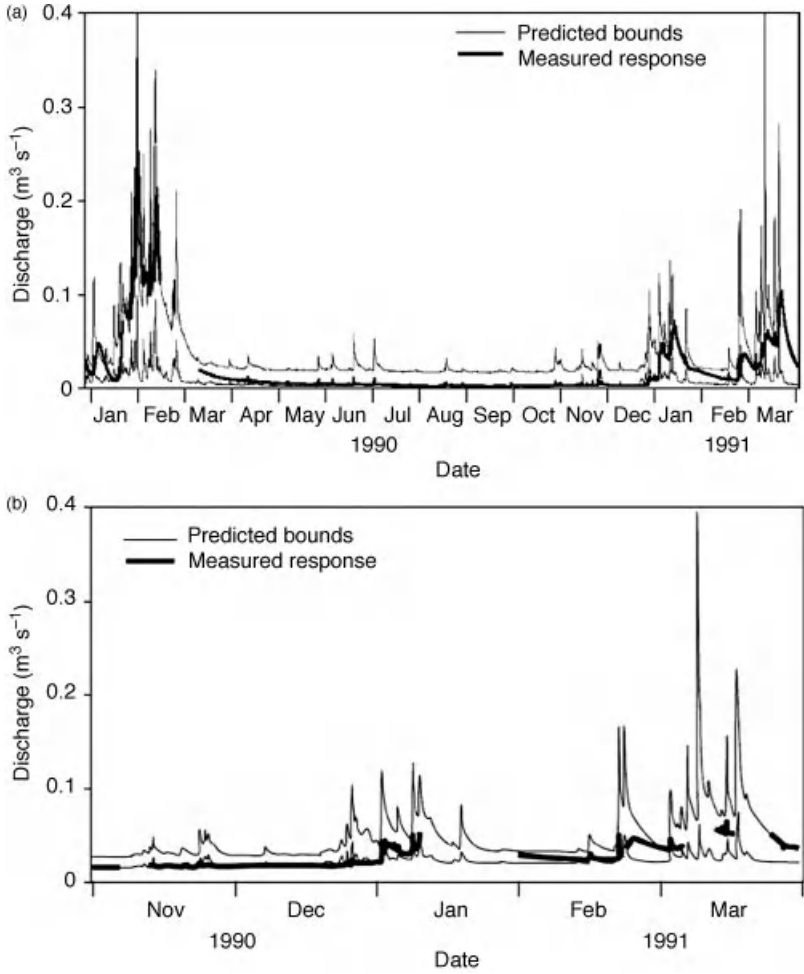 (a)
0.4
Predicted bounds
Measured response
0.3
0.2
0.1
0
Discharge (m³ s⁻¹)
Jan Feb Mar Apr May Jun Jul Aug Sep Oct Nov Dec Jan Feb Mar
1990 1991
Date
(b)
0.4
Predicted bounds
Measured response
0.3
0.2
0.1
0
Discharge (m³ s⁻¹)
Nov Dec Jan Feb Mar
1990 1991
Date